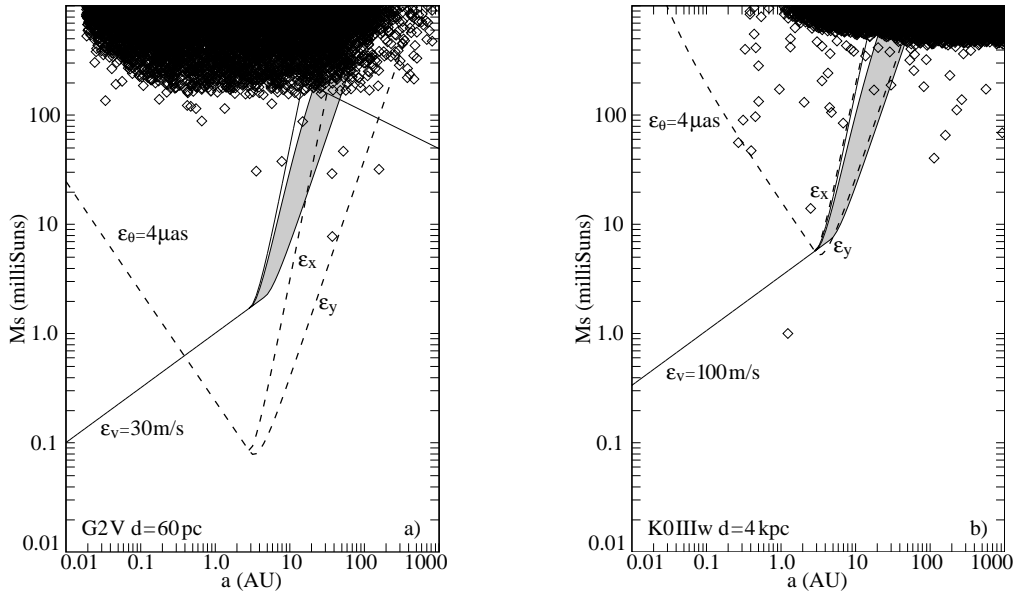 100
10
1.0
0.1
0.01
Ms (milliSuns)
εθ=4μas
εx
εy
εv=30m/s
G2V d=60pc
a)
0.01
0.1
1.0
10
100
1000
a (AU)
100
10
1.0
0.1
0.01
Ms (milliSuns)
εθ=4μas
εx
εy
εv=100m/s
K0IIIw d=4kpc
b)
0.01
0.1
1.0
10
100
1000
a (AU)